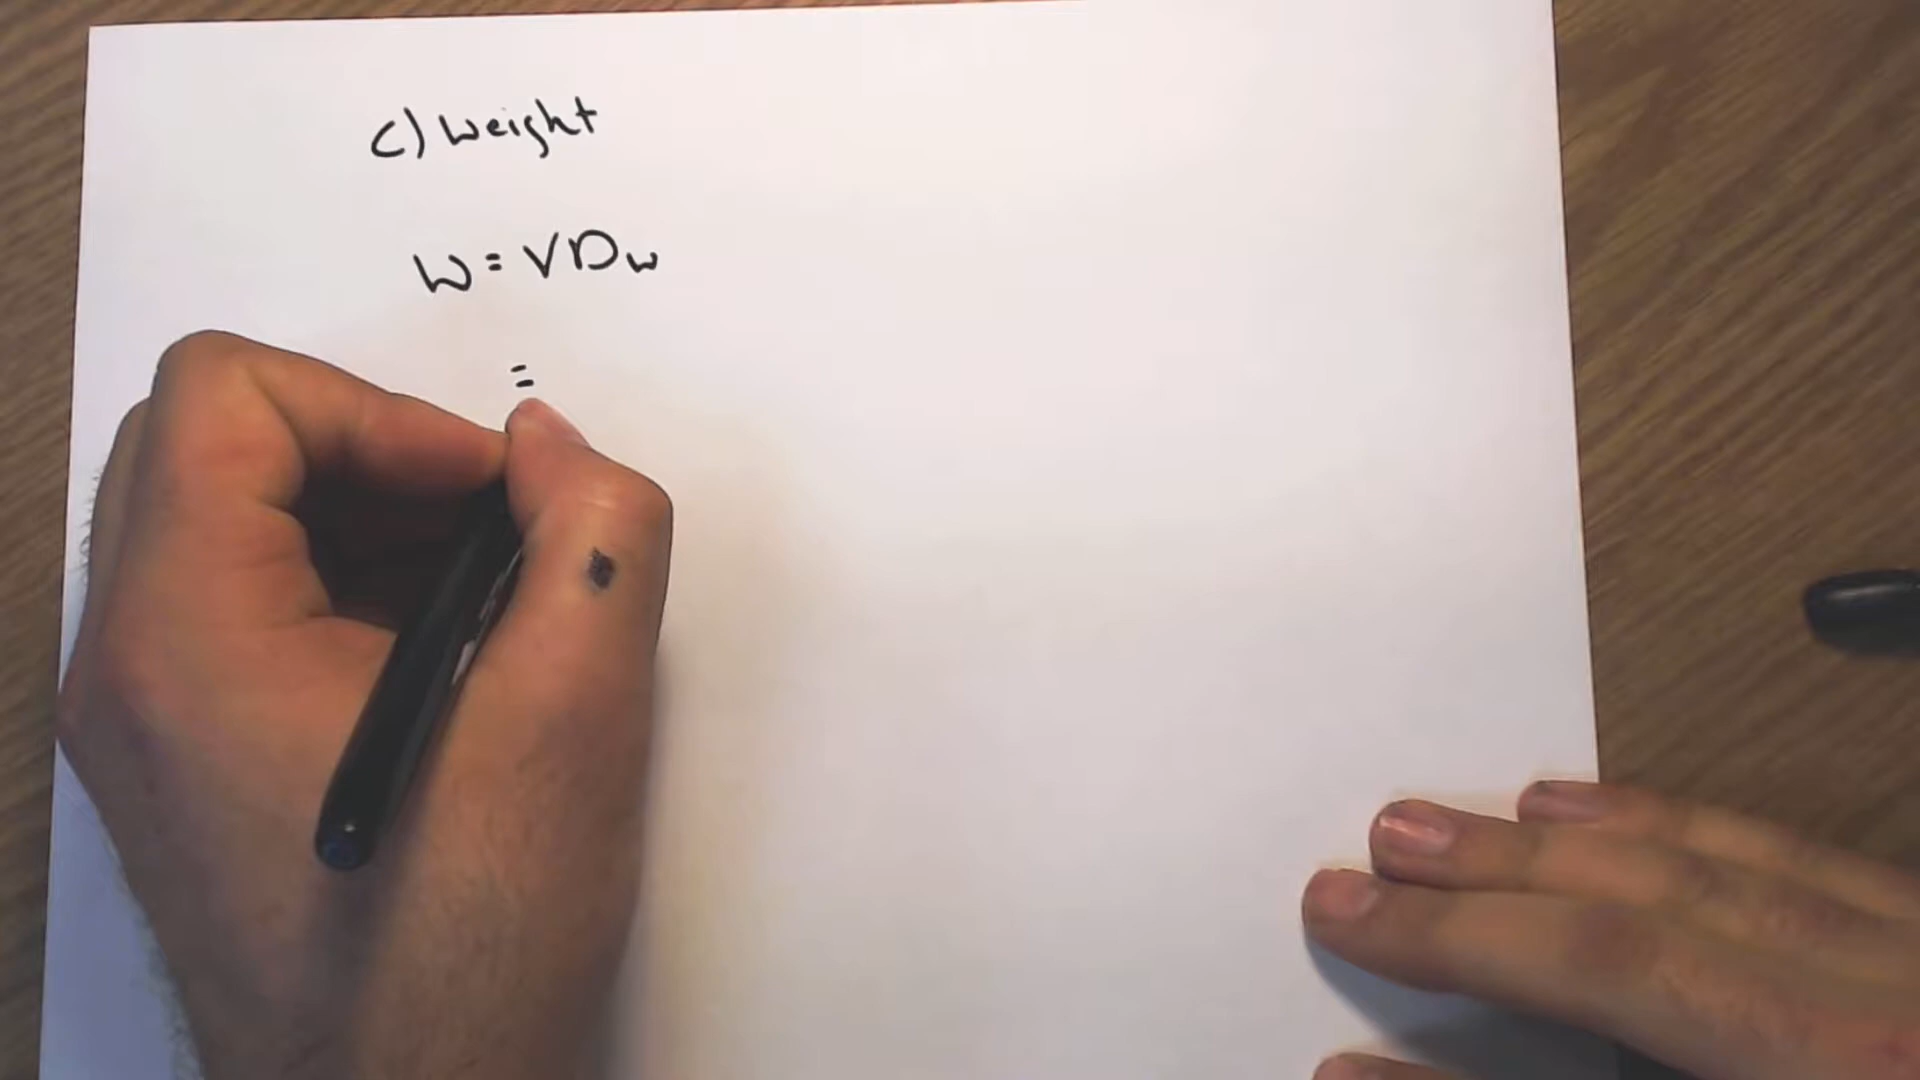 c) Weight
W = VDw
=